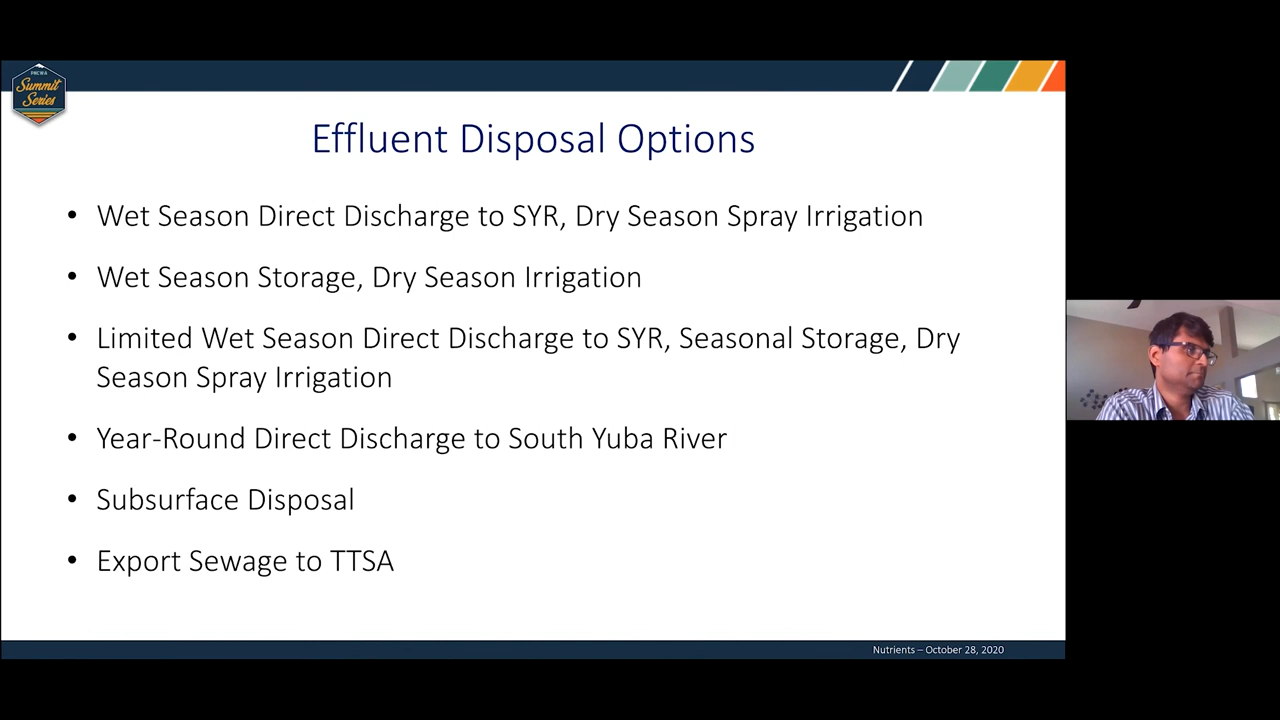 PNCWA
Summit
Series
Effluent Disposal Options
• Wet Season Direct Discharge to SYR, Dry Season Spray Irrigation
• Wet Season Storage, Dry Season Irrigation
• Limited Wet Season Direct Discharge to SYR, Seasonal Storage, Dry
Season Spray Irrigation
• Year-Round Direct Discharge to South Yuba River
• Subsurface Disposal
• Export Sewage to TTSA
Nutrients – October 28, 2020